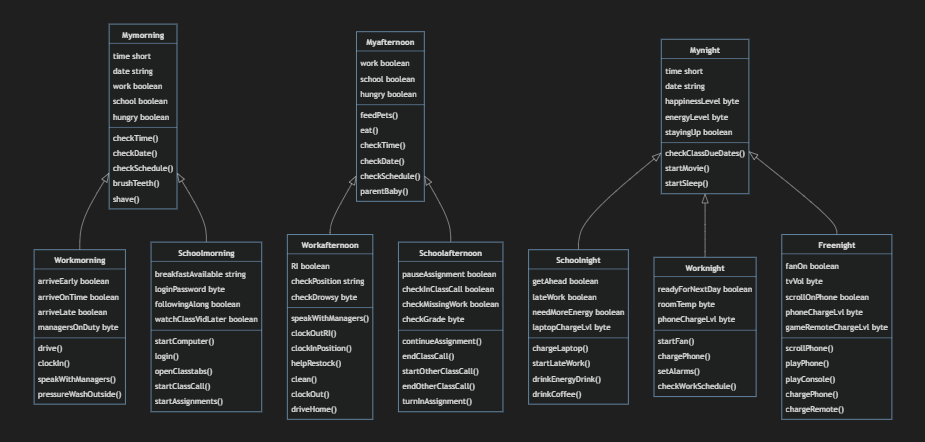 Mymorning
time short
date string
work boolean
school boolean
hungry boolean
checkTime()
checkDate()
checkSchedule()
brushTeeth()
shave()
Myafternoon
work boolean
school boolean
hungry boolean
feedPets()
eat()
checkTime()
checkDate()
checkSchedule()
parentBaby()
Mynight
time short
date string
happinessLevel byte
energyLevel byte
stayingUp boolean
checkClassDueDates()
startMovie()
startSleep()
Workmorning
arriveEarly boolean
arriveOnTime boolean
arriveLate boolean
managersOnDuty byte
drive()
clockIn()
speakWithManagers()
pressureWashOutside()
Schoolmorning
breakfastAvailable string
loginPassword byte
followingAlong boolean
watchClassVidLater boolean
startComputer()
login()
openClasstabs()
startClassCall()
startAssignments()
Workafternoon
RI boolean
checkPosition string
checkDrowsy byte
speakWithManagers()
clockOutRI()
clockInPosition()
helpRestock()
clean()
clockOut()
driveHome()
Schoolafternoon
pauseAssignment boolean
checkInClassCall boolean
checkMissingWork boolean
checkGrade byte
continueAssignment()
endClassCall()
startOtherClassCall()
endOtherClassCall()
turnInAssignment()
Schoolnight
getAhead boolean
lateWork boolean
needMoreEnergy boolean
laptopChargeLvl byte
chargeLaptop()
startLateWork()
drinkEnergyDrink()
drinkCoffee()
Worknight
readyForNextDay boolean
roomTemp byte
phoneChargeLvl byte
startFan()
chargePhone()
setAlarms()
checkWorkSchedule()
Freenight
fanOn boolean
tvVol byte
scrollOnPhone boolean
phoneChargeLvl byte
gameRemoteChargeLvl byte
scrollPhone()
playPhone()
playConsole()
chargePhone()
chargeRemote()